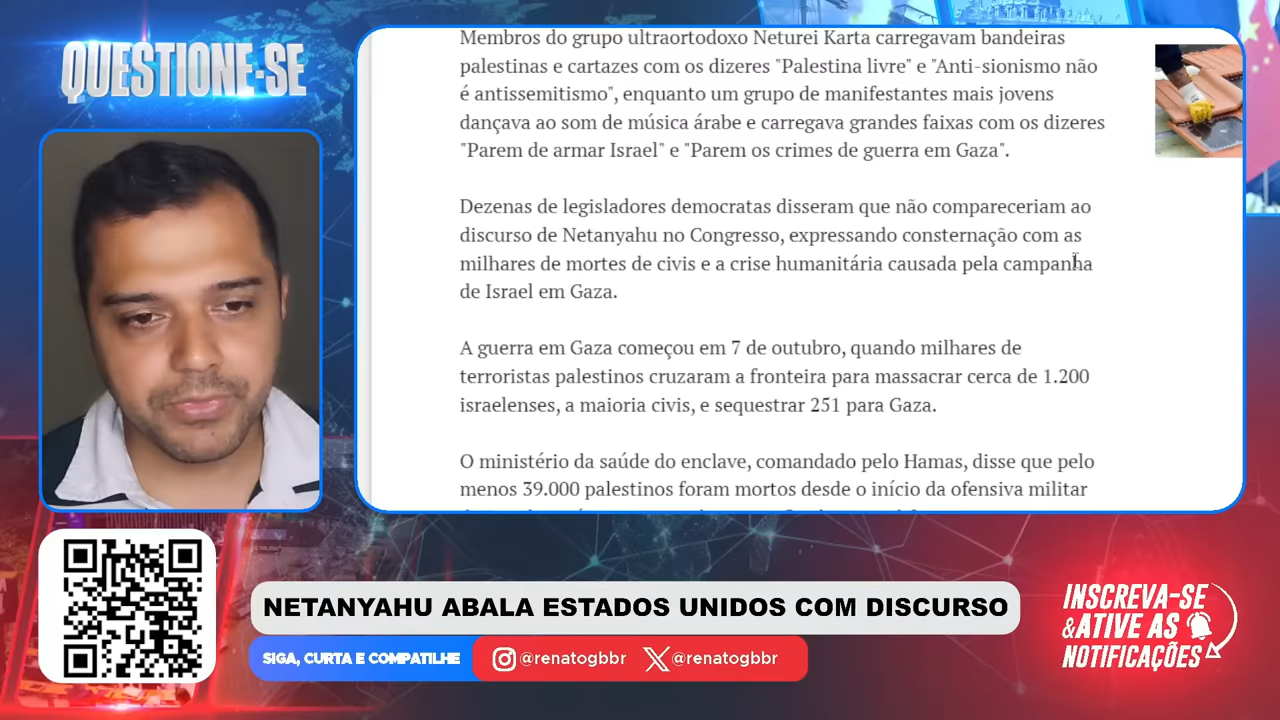 QUESTIONE-SE
Membros do grupo ultraortodoxo Neturei Karta carregavam bandeiras
palestinas e cartazes com os dizeres "Palestina livre" e "Anti-sionismo não
é antissemitismo", enquanto um grupo de manifestantes mais jovens
dançava ao som de música árabe e carregava grandes faixas com os dizeres
"Parem de armar Israel" e "Parem os crimes de guerra em Gaza".
Dezenas de legisladores democratas disseram que não compareceriam ao
discurso de Netanyahu no Congresso, expressando consternação com as
milhares de mortes de civis e a crise humanitária causada pela campanha
de Israel em Gaza.
A guerra em Gaza começou em 7 de outubro, quando milhares de
terroristas palestinos cruzaram a fronteira para massacrar cerca de 1.200
israelenses, a maioria civis, e sequestrar 251 para Gaza.
O ministério da saúde do enclave, comandado pelo Hamas, disse que pelo
menos 39.000 palestinos foram mortos desde o início da ofensiva militar
NETANYAHU ABALA ESTADOS UNIDOS COM DISCURSO
SIGA, CURTA E COMPATILHE
@renatogbbr
@renatogbbr
INSCREVA-SE
&ATIVE AS
NOTIFICAÇÕES